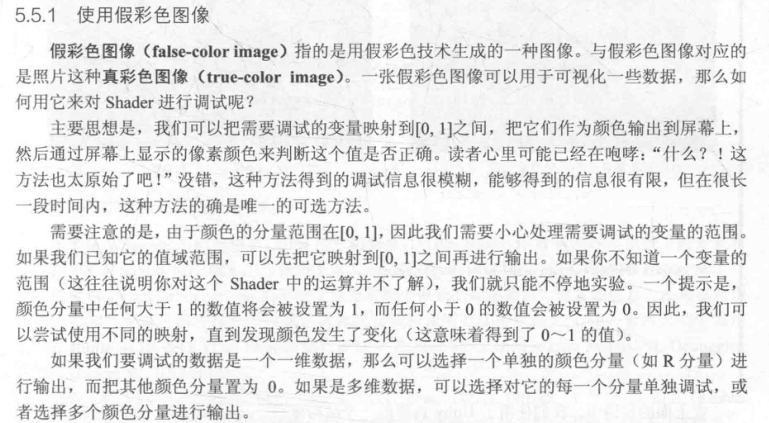 5.5.1 使用假彩色图像
假彩色图像（false-color image）指的是用假彩色技术生成的一种图像。与假彩色图像对应的
是照片这种真彩色图像（true-color image）。一张假彩色图像可以用于可视化一些数据，那么如
何用它来对 Shader 进行调试呢？
主要思想是，我们可以把需要调试的变量映射到[0, 1]之间，把它们作为颜色输出到屏幕上，
然后通过屏幕上显示的像素颜色来判断这个值是否正确。读者心里可能已经在咆哮：“什么？！这
方法也太原始了吧！”没错，这种方法得到的调试信息很模糊，能够得到的信息很有限，但在很长
一段时间内，这种方法的确是唯一的可选方法。
需要注意的是，由于颜色的分量范围在[0, 1]，因此我们需要小心处理需要调试的变量的范围。
如果我们已知它的值域范围，可以先把它映射到[0, 1]之间再进行输出。如果你不知道一个变量的
范围（这往往说明你对这个 Shader 中的运算并不了解），我们就只能不停地实验。一个提示是，
颜色分量中任何大于 1 的数值将会被设置为 1，而任何小于 0 的数值会被设置为 0。因此，我们可
以尝试使用不同的映射，直到发现颜色发生了变化（这意味着得到了 0～1 的值）。
如果我们要调试的数据是一个一维数据，那么可以选择一个单独的颜色分量（如 R 分量）进
行输出，而把其他颜色分量置为 0。如果是多维数据，可以选择对它的每一个分量单独调试，或
者选择多个颜色分量进行输出。